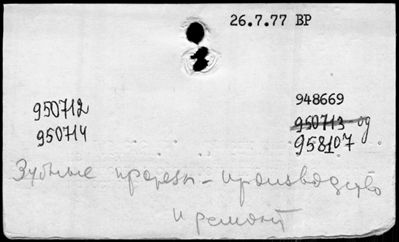 26.7.77 BP
950712
950714
948669
950713 - од
958107
Зубные протезы - производство
и ремонт